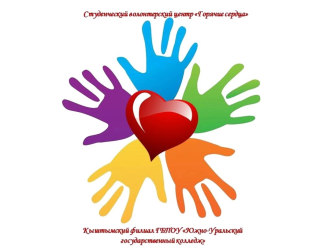 Студенческий волонтерский центр «Горячие сердца»
Кыштымский филиал ГБПОУ «Южно-Уральский
государственный колледж»